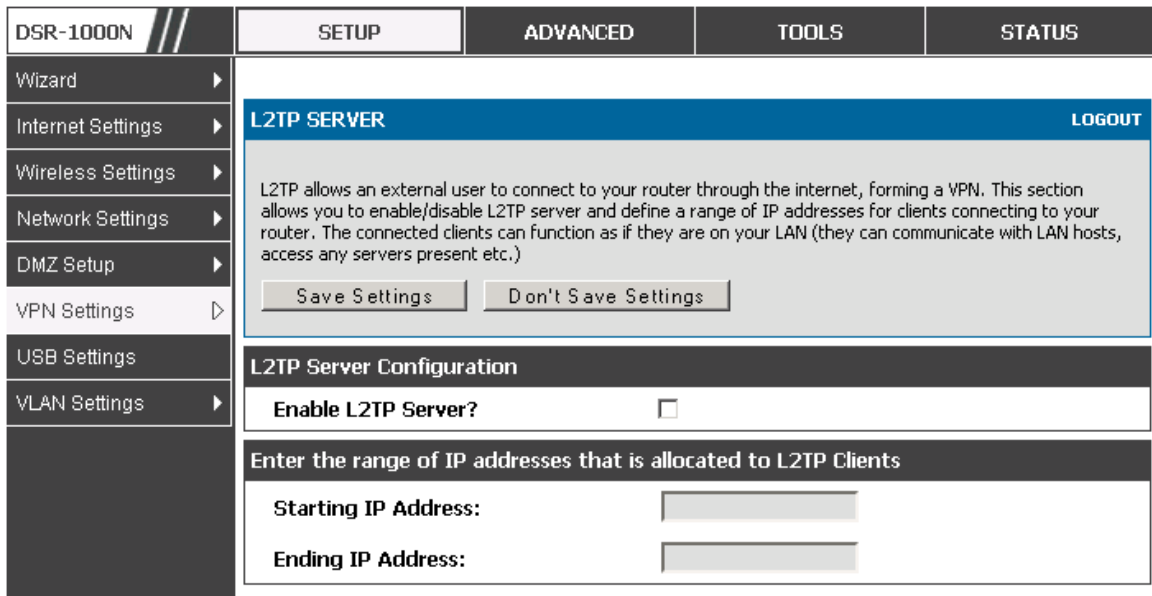 DSR-1000N
SETUP
ADVANCED
TOOLS
STATUS
Wizard
Internet Settings
Wireless Settings
Network Settings
DMZ Setup
VPN Settings
USB Settings
VLAN Settings
L2TP SERVER
LOGOUT
L2TP allows an external user to connect to your router through the internet, forming a VPN. This section
allows you to enable/disable L2TP server and define a range of IP addresses for clients connecting to your
router. The connected clients can function as if they are on your LAN (they can communicate with LAN hosts,
access any servers present etc.)
Save Settings
Don't Save Settings
L2TP Server Configuration
Enable L2TP Server?
Enter the range of IP addresses that is allocated to L2TP Clients
Starting IP Address:
Ending IP Address: